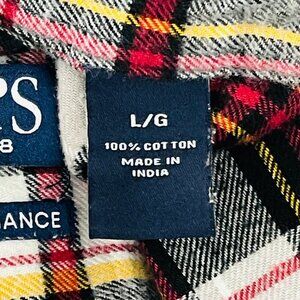 PS
8
ANCE
L/G
100% COTTON
MADE IN
INDIA